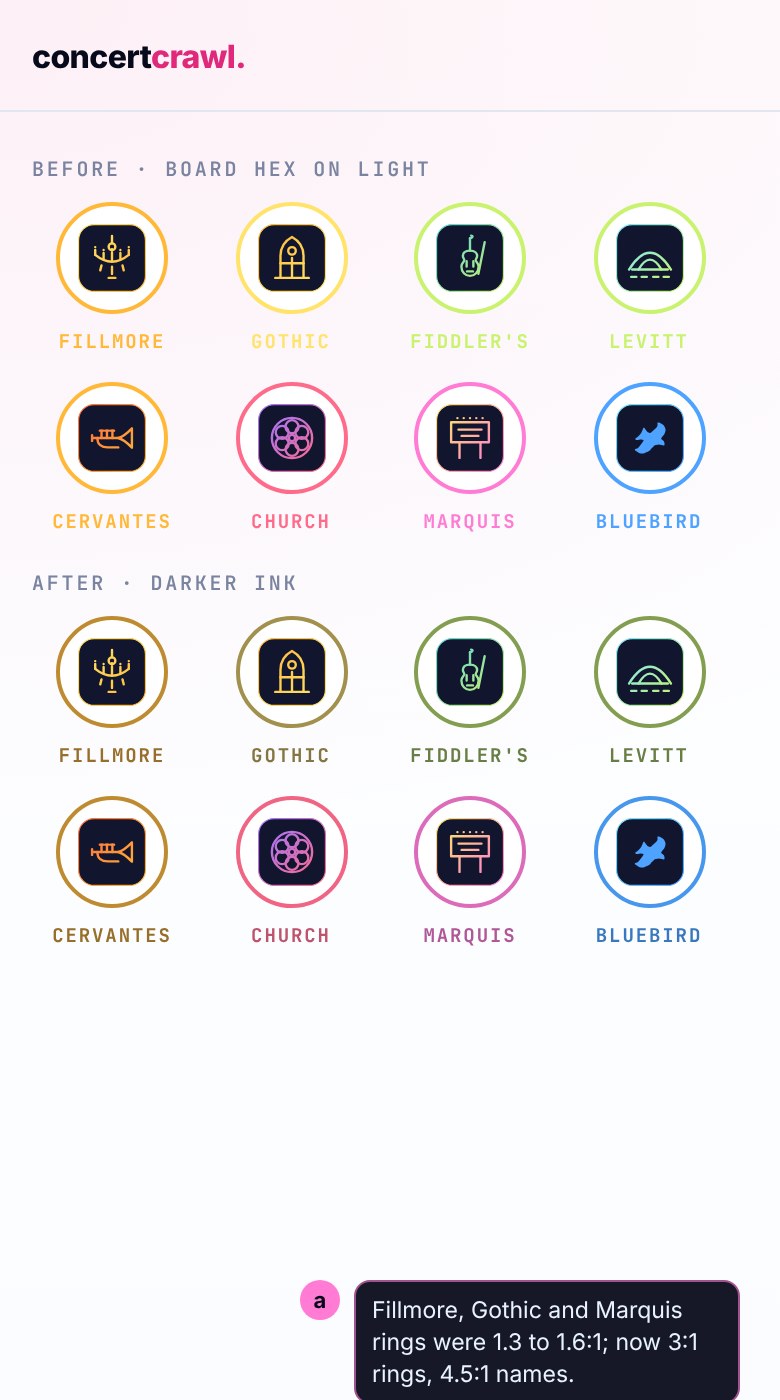 concertcrawl.
BEFORE · BOARD HEX ON LIGHT
FILLMORE GOTHIC FIDDLER'S LEVITT
CERVANTES CHURCH MARQUIS BLUEBIRD
AFTER · DARKER INK
FILLMORE GOTHIC FIDDLER'S LEVITT
CERVANTES CHURCH MARQUIS BLUEBIRD
a
Fillmore, Gothic and Marquis
rings were 1.3 to 1.6:1; now 3:1
rings, 4.5:1 names.